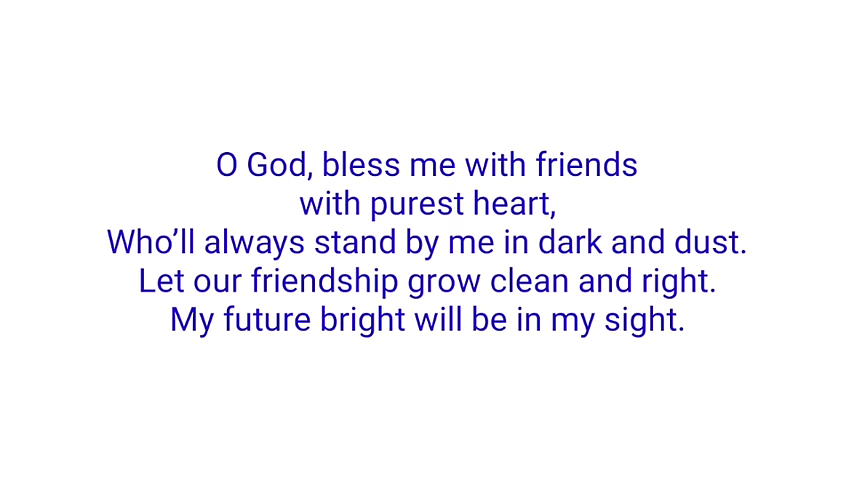 O God, bless me with friends
with purest heart,
Who’ll always stand by me in dark and dust.
Let our friendship grow clean and right.
My future bright will be in my sight.